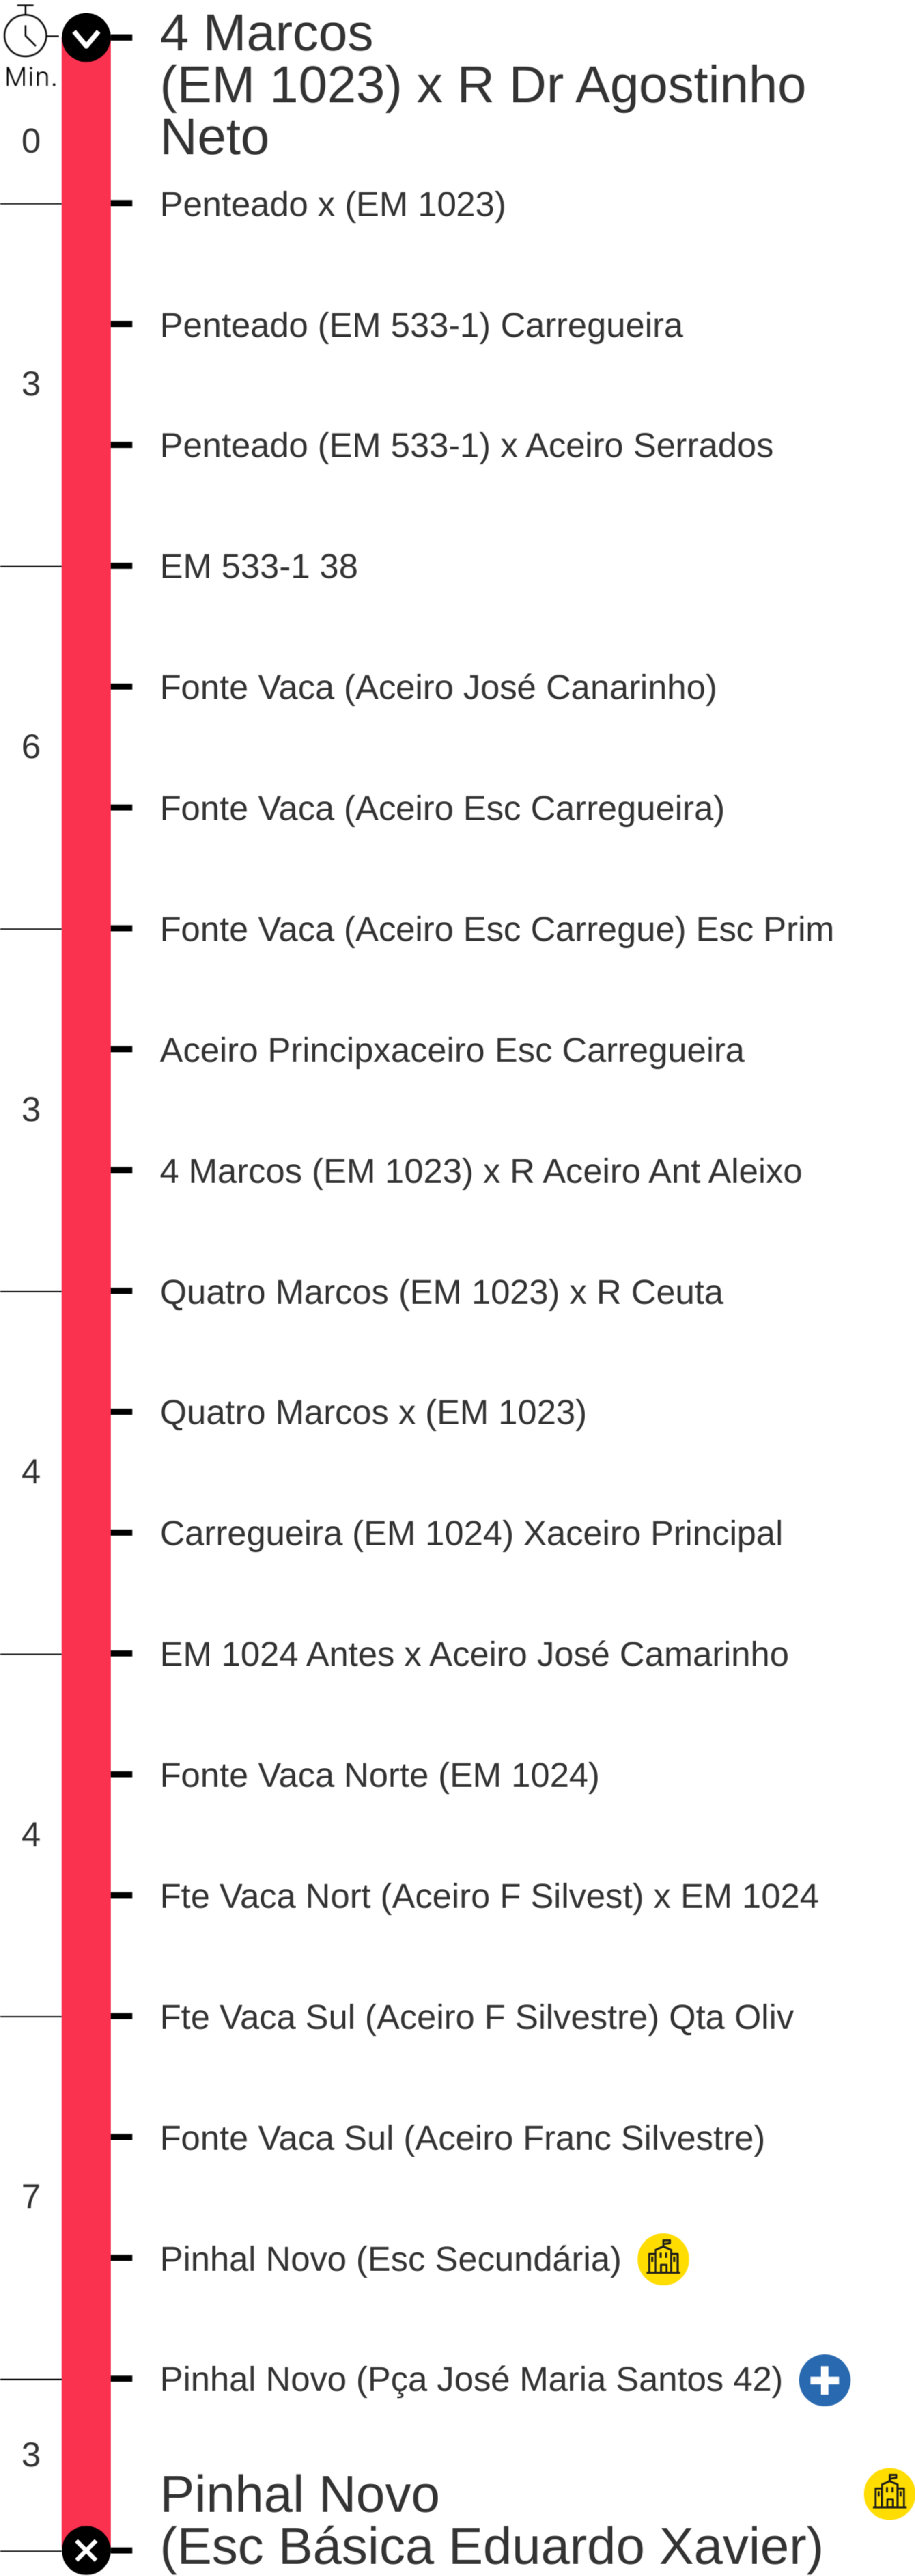 4 Marcos
(EM 1023) x R Dr Agostinho
Neto
Min.
0
Penteado x (EM 1023)
Penteado (EM 533-1) Carregueira
3
Penteado (EM 533-1) x Aceiro Serrados
EM 533-1 38
Fonte Vaca (Aceiro José Canarinho)
6
Fonte Vaca (Aceiro Esc Carregueira)
Fonte Vaca (Aceiro Esc Carregue) Esc Prim
Aceiro Principxaceiro Esc Carregueira
3
4 Marcos (EM 1023) x R Aceiro Ant Aleixo
Quatro Marcos (EM 1023) x R Ceuta
Quatro Marcos x (EM 1023)
4
Carregueira (EM 1024) Xaceiro Principal
EM 1024 Antes x Aceiro José Camarinho
Fonte Vaca Norte (EM 1024)
4
Fte Vaca Nort (Aceiro F Silvest) x EM 1024
Fte Vaca Sul (Aceiro F Silvestre) Qta Oliv
Fonte Vaca Sul (Aceiro Franc Silvestre)
7
Pinhal Novo (Esc Secundária)
Pinhal Novo (Pça José Maria Santos 42)
3
Pinhal Novo
(Esc Básica Eduardo Xavier)